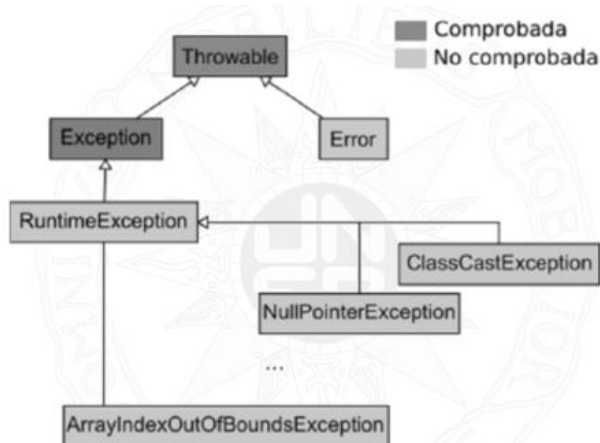 Comprobada
No comprobada
Throwable
Exception
Error
RuntimeException
ClassCastException
NullPointerException
...
ArrayIndexOutOfBoundsException